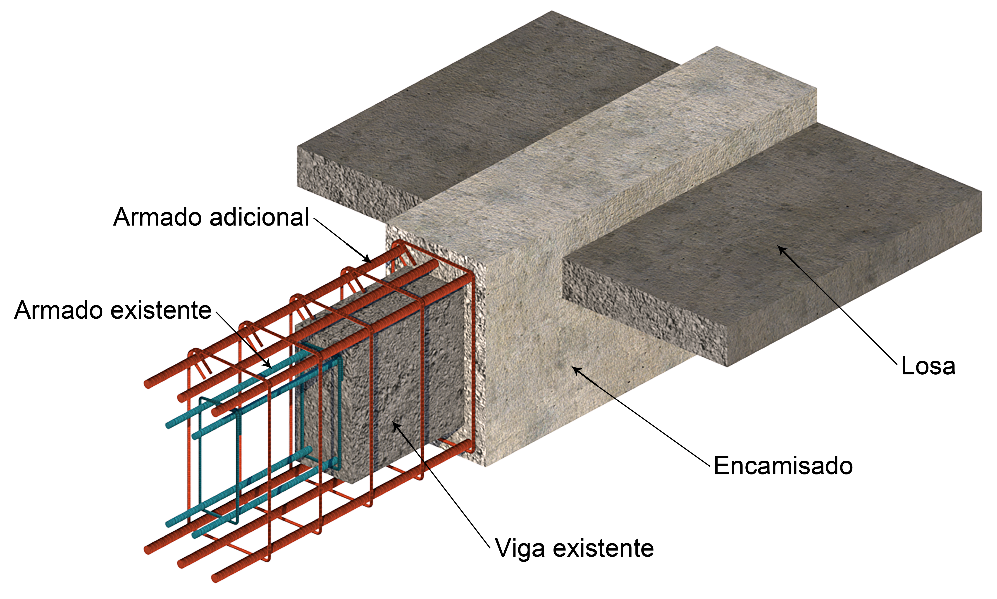 Armado adicional
Armado existente
Losa
Encamisado
Viga existente